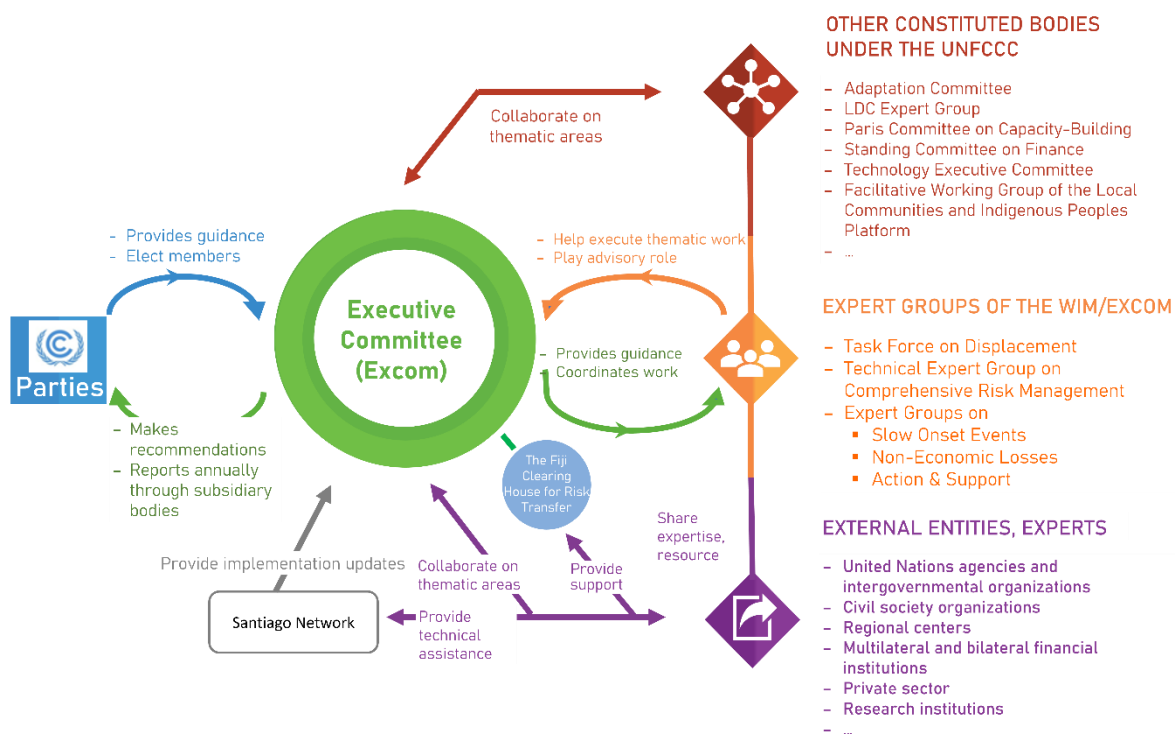 OTHER CONSTITUTED BODIES
UNDER THE UNFCCC
- Adaptation Committee
- LDC Expert Group
- Paris Committee on Capacity-Building
- Standing Committee on Finance
- Technology Executive Committee
- Facilitative Working Group of the Local
Communities and Indigenous Peoples
Platform
- ...
Collaborate on
thematic areas
- Provides guidance
- Elect members
- Help execute thematic work
- Play advisory role
Executive
Committee
(Excom)
Parties
- Provides guidance
- Coordinates work
EXPERT GROUPS OF THE WIM/EXCOM
- Task Force on Displacement
- Technical Expert Group on
Comprehensive Risk Management
- Expert Groups on
▪ Slow Onset Events
▪ Non-Economic Losses
▪ Action & Support
- Makes
recommendations
- Reports annually
through subsidiary
bodies
The Fiji
Clearing
House for Risk
Transfer
Share
expertise,
resource
Provide implementation updates
Collaborate on
thematic areas
Provide
support
Santiago Network
Provide
technical
assistance
EXTERNAL ENTITIES, EXPERTS
- United Nations agencies and
intergovernmental organizations
- Civil society organizations
- Regional centers
- Multilateral and bilateral financial
institutions
- Private sector
- Research institutions
- ...